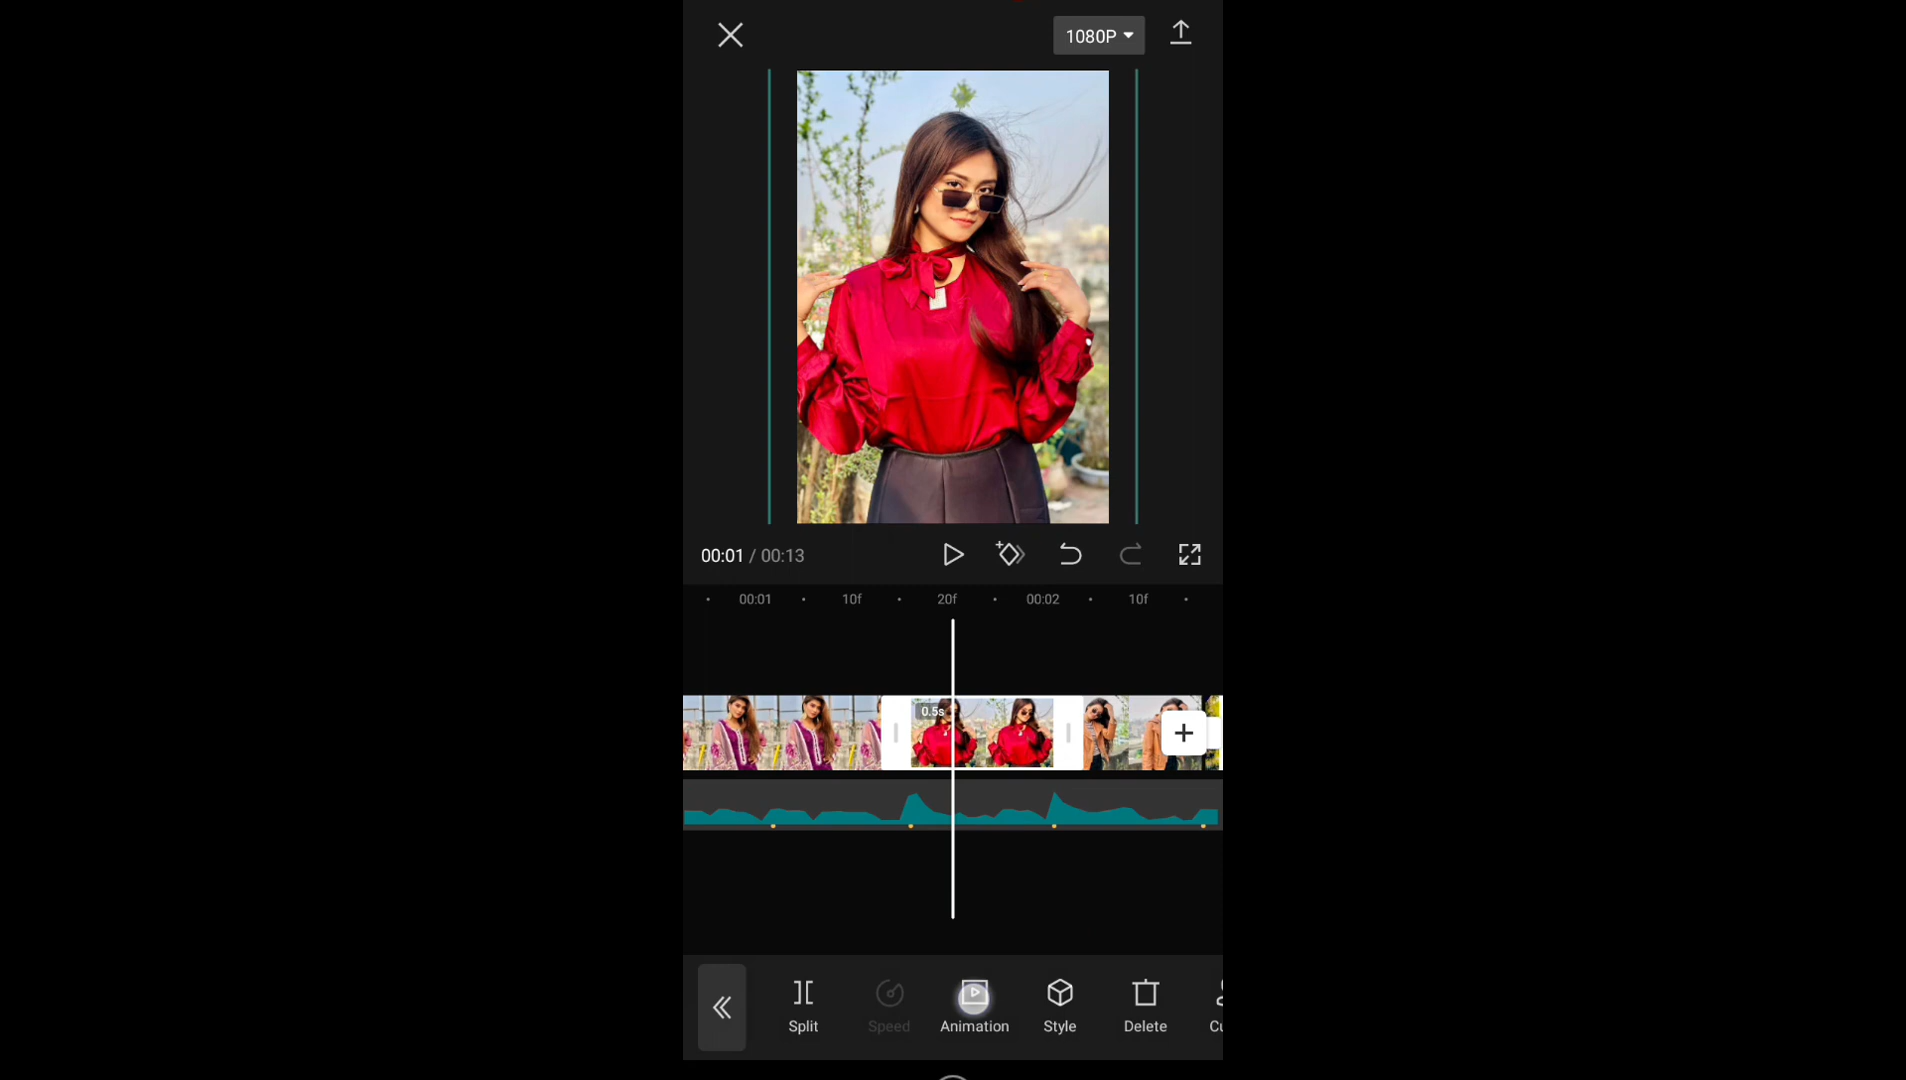 1080P
00:01 / 00:13
00:01 10f 20f 00:02 10f
0.5s
Split Speed Animation Style Delete